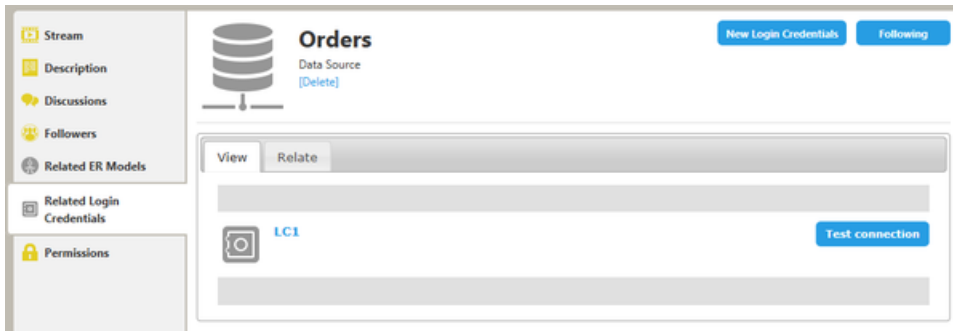 Stream
Description
Discussions
Followers
Related ER Models
Related Login
Credentials
Permissions
Orders
Data Source
[Delete]
New Login Credentials
Following
View
Relate
LC1
Test connection